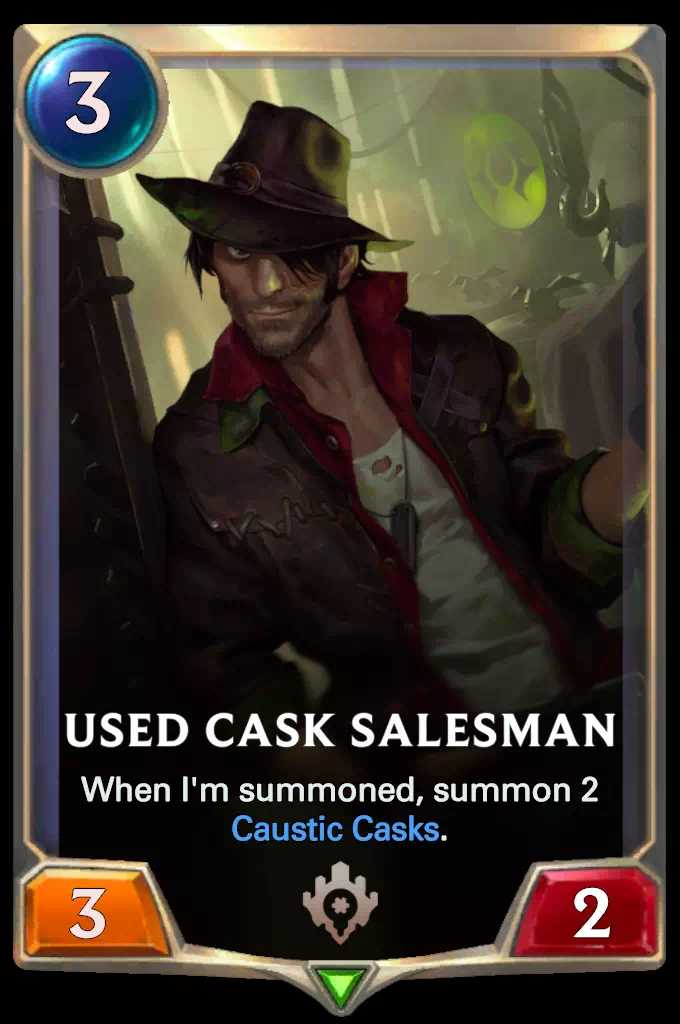 3
USED CASK SALESMAN
When I'm summoned, summon 2
Caustic Casks.
3
2